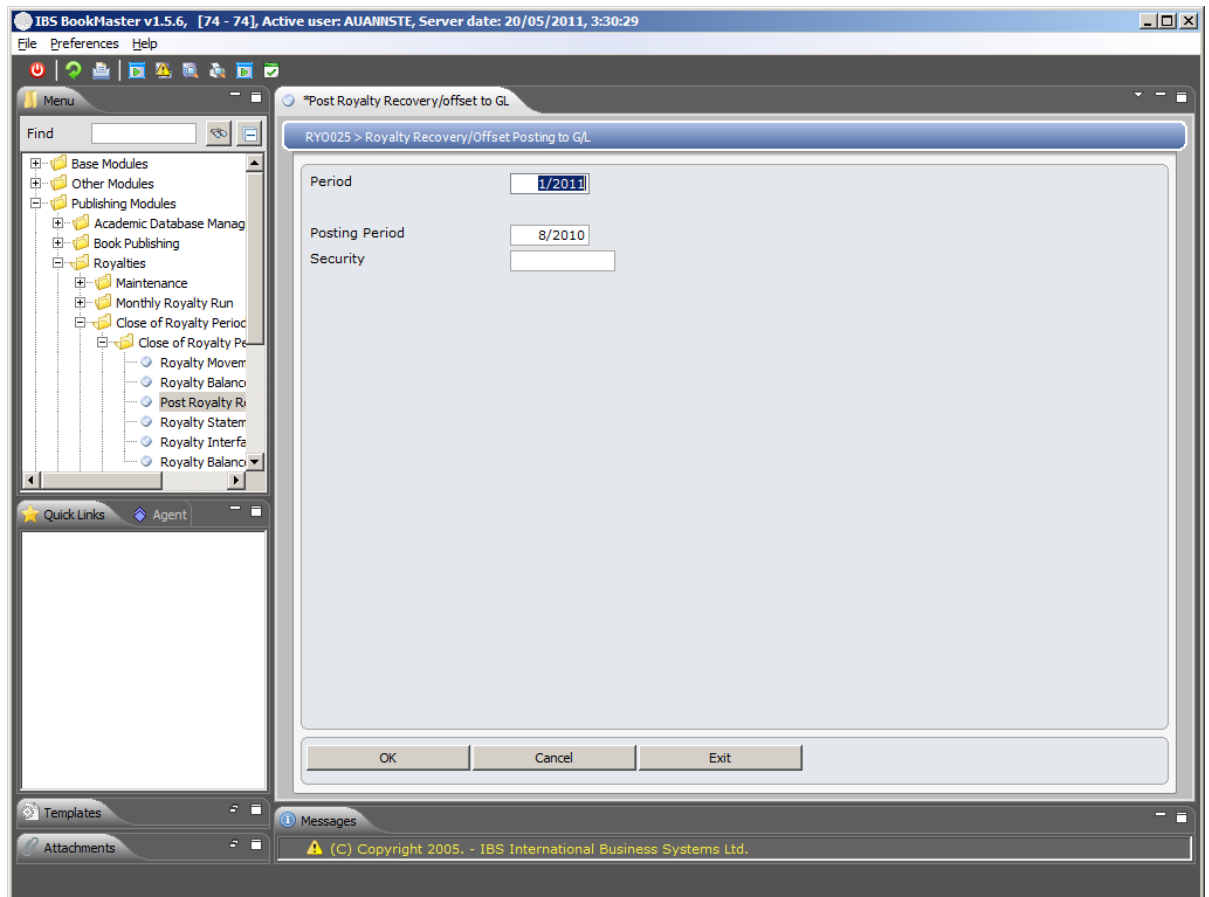 IBS BookMaster v1.5.6, [74 - 74], Active user: AUANNSTE, Server date: 20/05/2011, 3:30:29
File Preferences Help
Menu
Find
Base Modules
Other Modules
Publishing Modules
Academic Database Manag
Book Publishing
Royalties
Maintenance
Monthly Royalty Run
Close of Royalty Period
Close of Royalty Pe
Royalty Movem
Royalty Balance
Post Royalty Re
Royalty Statem
Royalty Interfa
Royalty Balance
Quick Links Agent
Templates
Attachments
*Post Royalty Recovery/offset to GL
RYO025 > Royalty Recovery/Offset Posting to G/L
Period 1/2011
Posting Period 8/2010
Security
OK Cancel Exit
Messages
(C) Copyright 2005. - IBS International Business Systems Ltd.